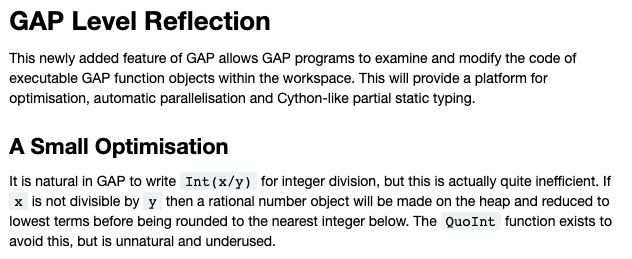 GAP Level Reflection
This newly added feature of GAP allows GAP programs to examine and modify the code of
executable GAP function objects within the workspace. This will provide a platform for
optimisation, automatic parallelisation and Cython-like partial static typing.
A Small Optimisation
It is natural in GAP to write Int(x/y) for integer division, but this is actually quite inefficient. If
x is not divisible by y then a rational number object will be made on the heap and reduced to
lowest terms before being rounded to the nearest integer below. The QuoInt function exists to
avoid this, but is unnatural and underused.